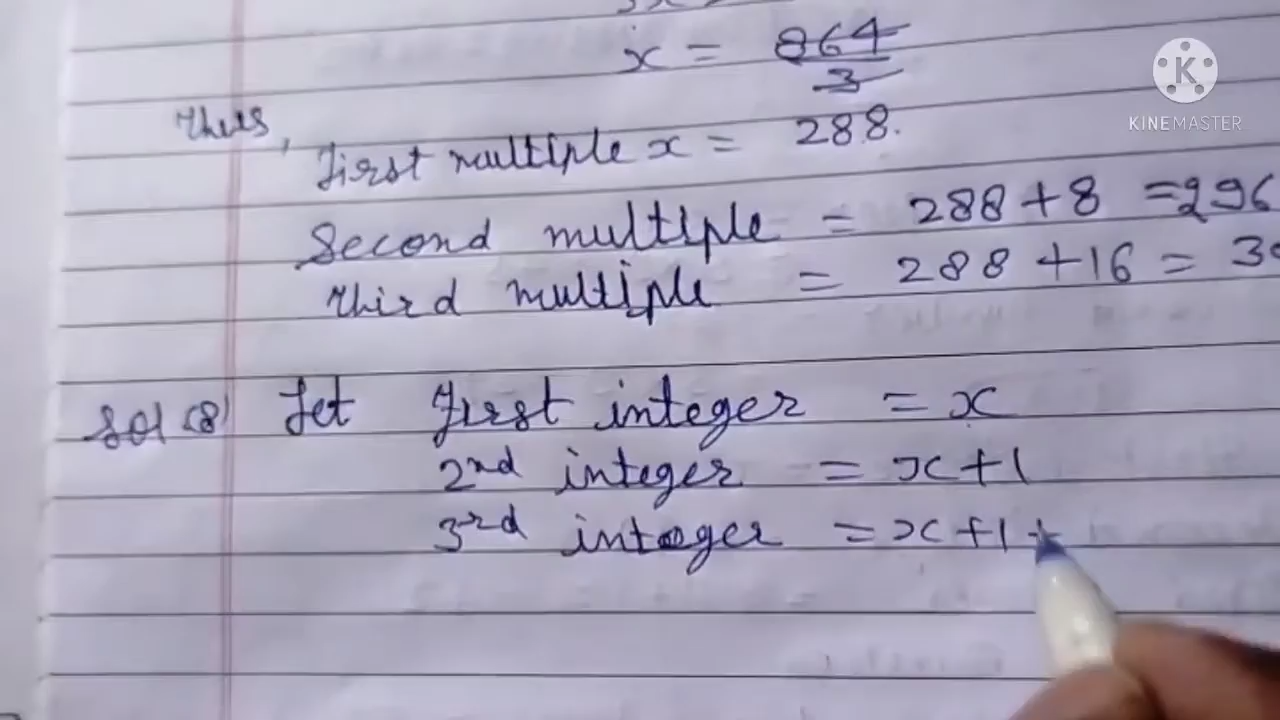 x = 864
3
Thus,
First multiple x = 288.
Second multiple = 288 + 8 = 296
Third multiple = 288 + 16 =
Sol (8) Let First integer = x
2nd integer = x + 1
3rd integer = x + 1 +
K
KINEMASTER